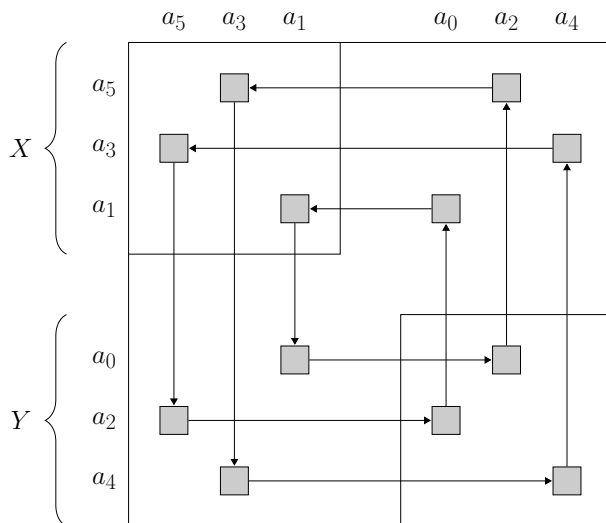 a₅ a₃ a₁ a₀ a₂ a₄
a₅
X a₃
a₁
a₀
Y a₂
a₄